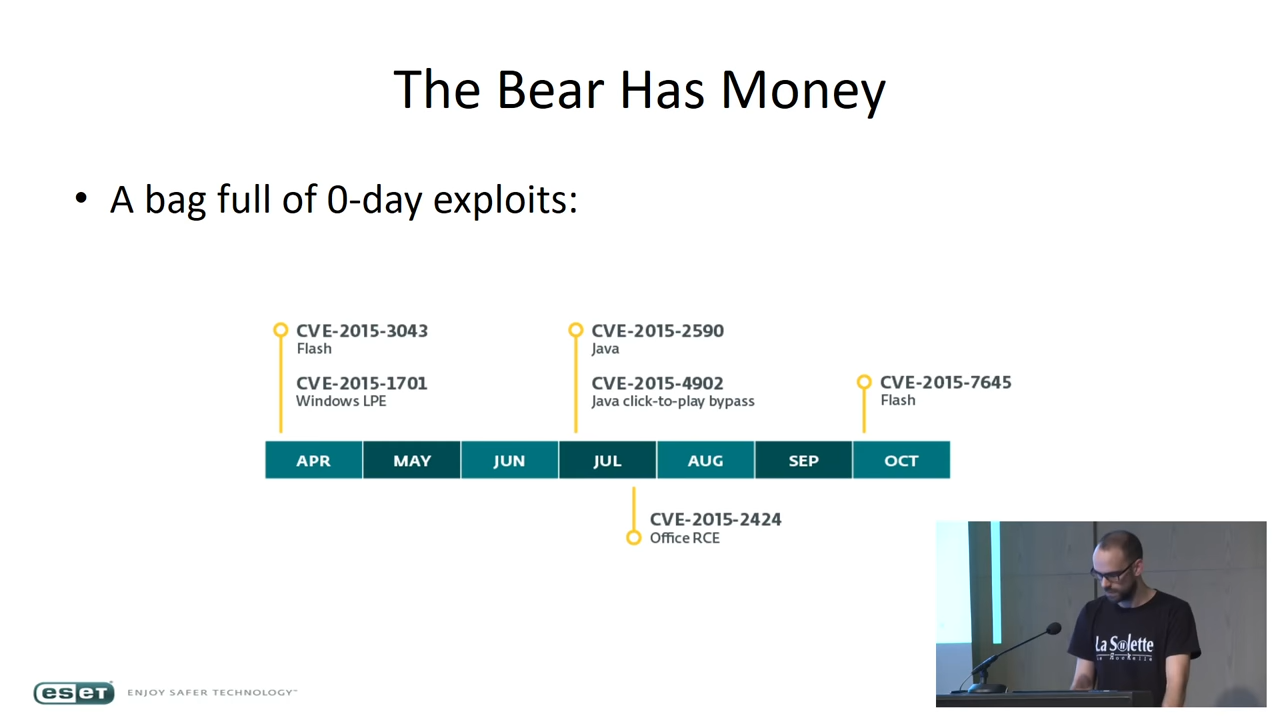 The Bear Has Money
• A bag full of 0-day exploits:
CVE-2015-3043
Flash
CVE-2015-1701
Windows LPE
CVE-2015-2590
Java
CVE-2015-4902
Java click-to-play bypass
CVE-2015-7645
Flash
APR MAY JUN JUL AUG SEP OCT
CVE-2015-2424
Office RCE
eset ENJOY SAFER TECHNOLOGY™